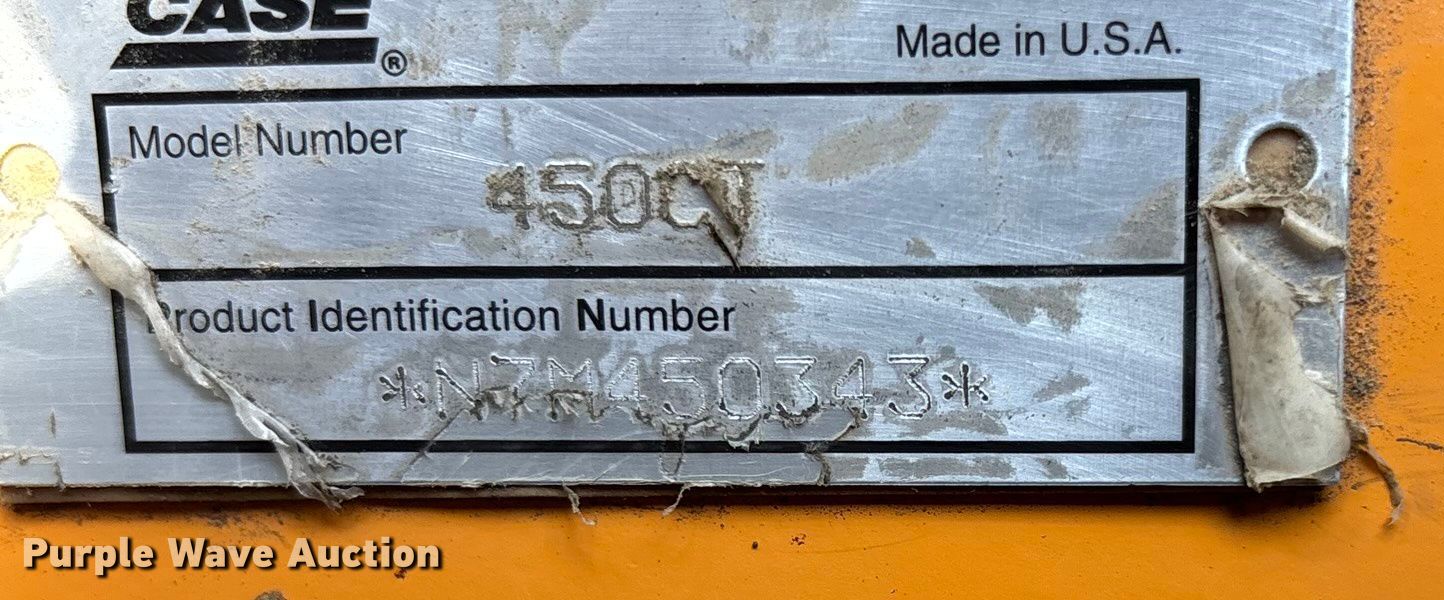 CASE®
Made in U.S.A.
Model Number
450CT
Product Identification Number
*N7M450343*
Purple Wave Auction